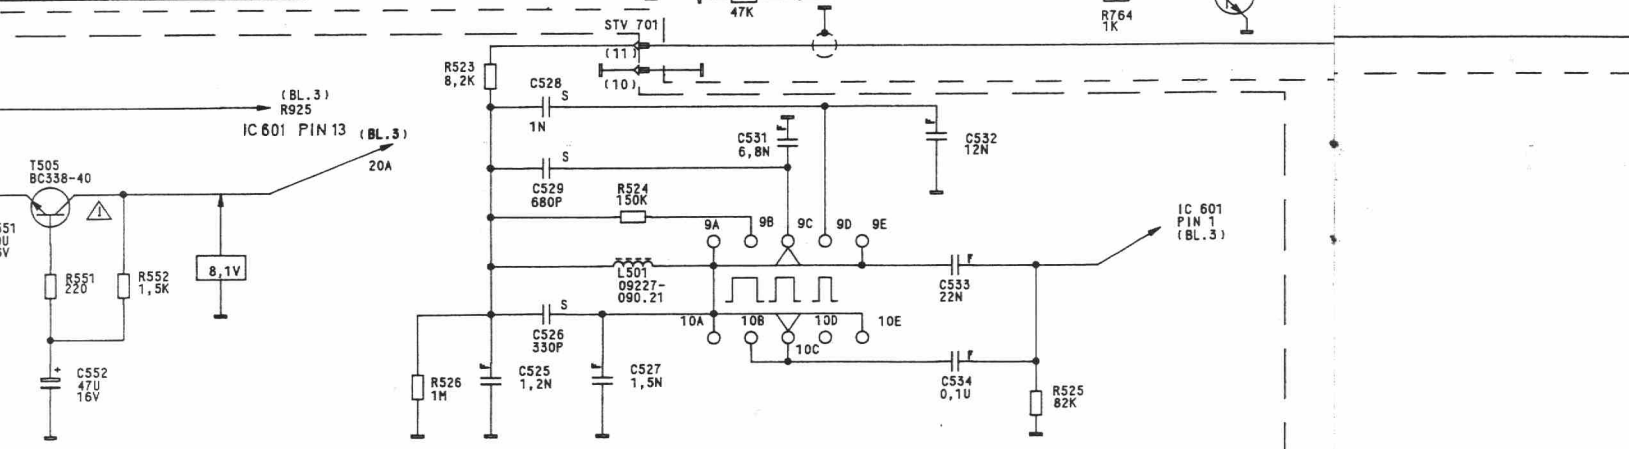 47K
STV 701
R764
1K
(11)
R523
8,2K
(10)
C528
S
1N
(BL.3)
R925
IC 601 PIN 13 (BL.3)
20A
C531
6,8N
F
F
C532
12N
T505
BC338-40
S
C529
680P
R524
150K
IC 601
PIN 1
(BL.3)
9A
9B
9C
9D
9E
8,1V
R551
220
R552
1,5K
L501
09227-
090.21
F
C533
22N
S
C526
330P
10A
10B
10D
10E
10C
C552
47U
16V
+
R526
1M
F
C525
1,2N
F
C527
1,5N
F
C534
0,1U
R525
82K